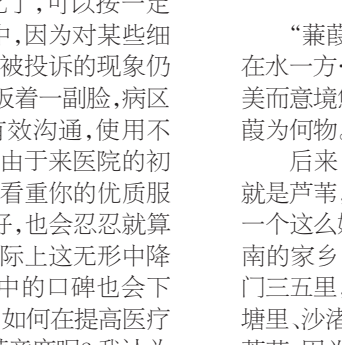 了，可以按一定
中，因为对某些细
被投诉的现象仍
板着一副脸，病区
有效沟通，使用不
由于来医院的初
看重你的优质服
好，也会忍忍就算
际上这无形中降
中的口碑也会下
如何在提高医疗
“蒹葭
在水一方
美而意境
葭为何物
后来
就是芦苇
一个这么
南的家乡
门三五里
塘里、沙渚